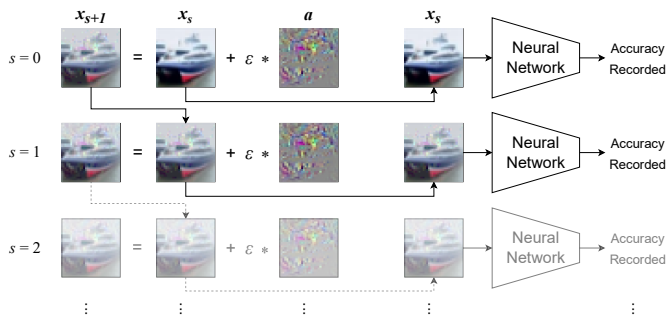 x_{s+1} x_s a x_s
s = 0 = + ε * Neural Network Accuracy Recorded
s = 1 = + ε * Neural Network Accuracy Recorded
s = 2 = + ε * Neural Network Accuracy Recorded
⋮ ⋮ ⋮ ⋮ ⋮